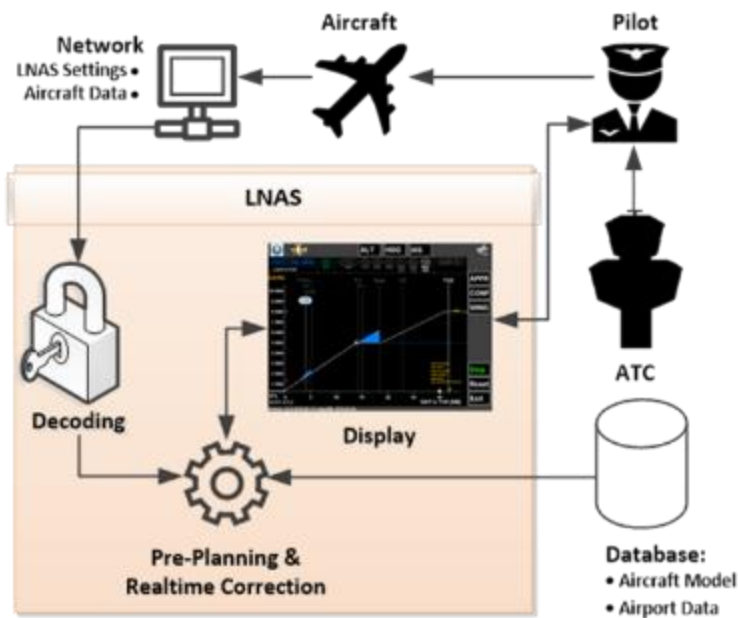 Aircraft
Pilot
Network
LNAS Settings •
Aircraft Data •
LNAS
ALT HDG
APPR
CONF
Reset
Exit
ATC
Decoding
Display
Pre-Planning &
Realtime Correction
Database:
• Aircraft Model
• Airport Data